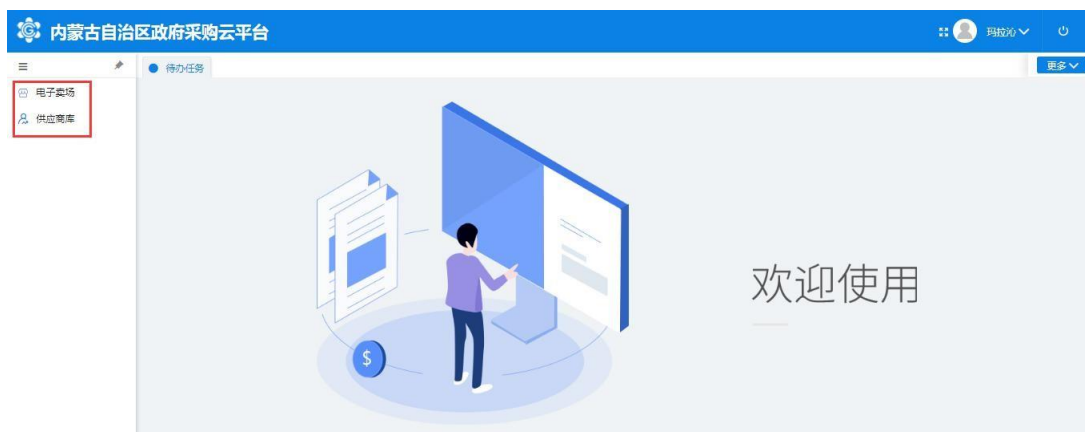 内蒙古自治区政府采购云平台
玛拉沁
待办任务
更多
电子卖场
供应商库
$
欢迎使用